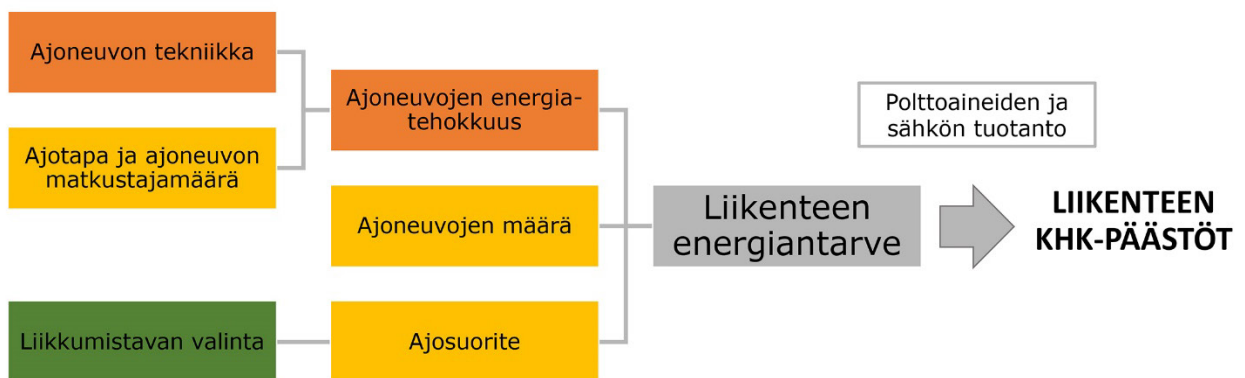 Ajoneuvon tekniikka
Ajotapa ja ajoneuvon
matkustajamäärä
Liikkumistavan valinta
Ajoneuvojen energia-
tehokkuus
Ajoneuvojen määrä
Ajosuorite
Liikenteen
energiantarve
Polttoaineiden ja
sähkön tuotanto
LIIKENTEEN
KHK-PÄÄSTÖT